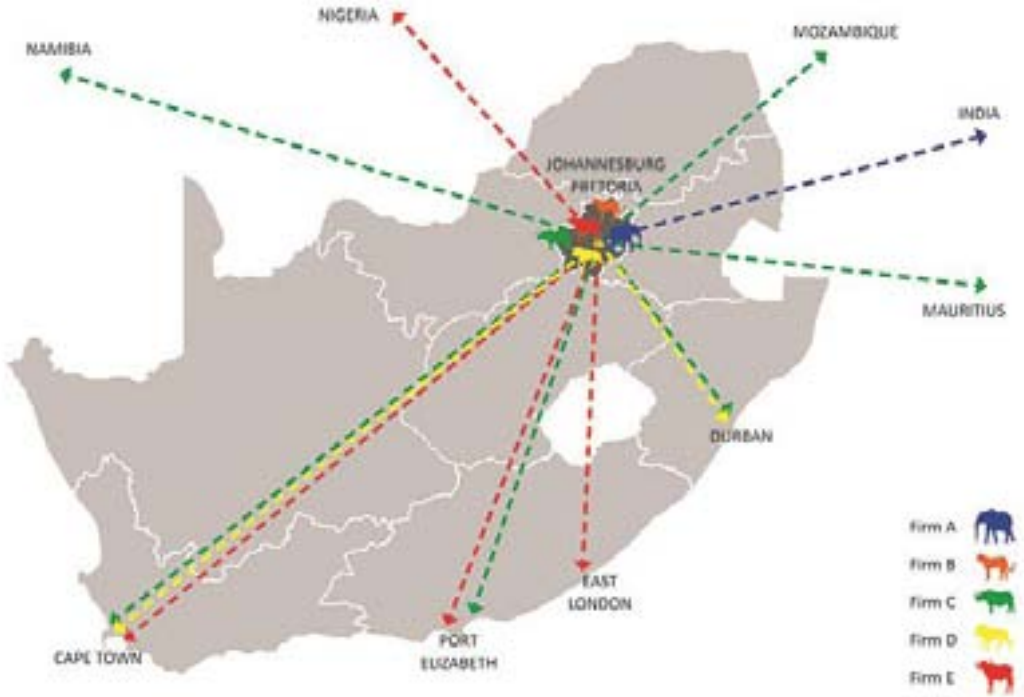 NIGERIA
NAMIBIA
MOZAMBIQUE
INDIA
JOHANNESBURG
PRETORIA
MAURITIUS
DURBAN
EAST
LONDON
PORT
ELIZABETH
CAPE TOWN
Firm A
Firm B
Firm C
Firm D
Firm E